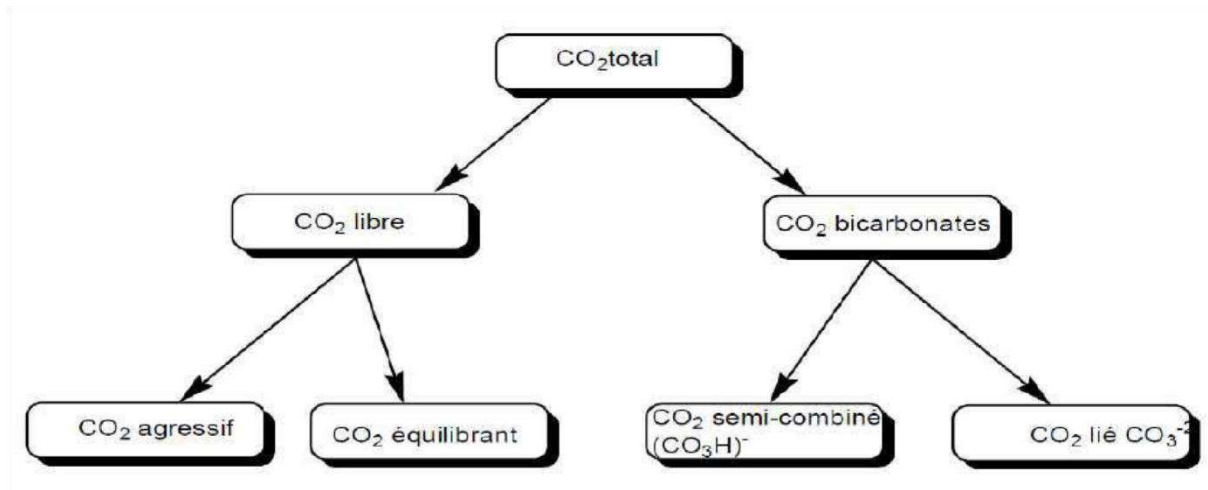 CO₂total
CO₂ libre
CO₂ bicarbonates
CO₂ agressif
CO₂ équilibrant
CO₂ semi-combiné
(CO₃H)⁻
CO₂ lié CO₃⁻²